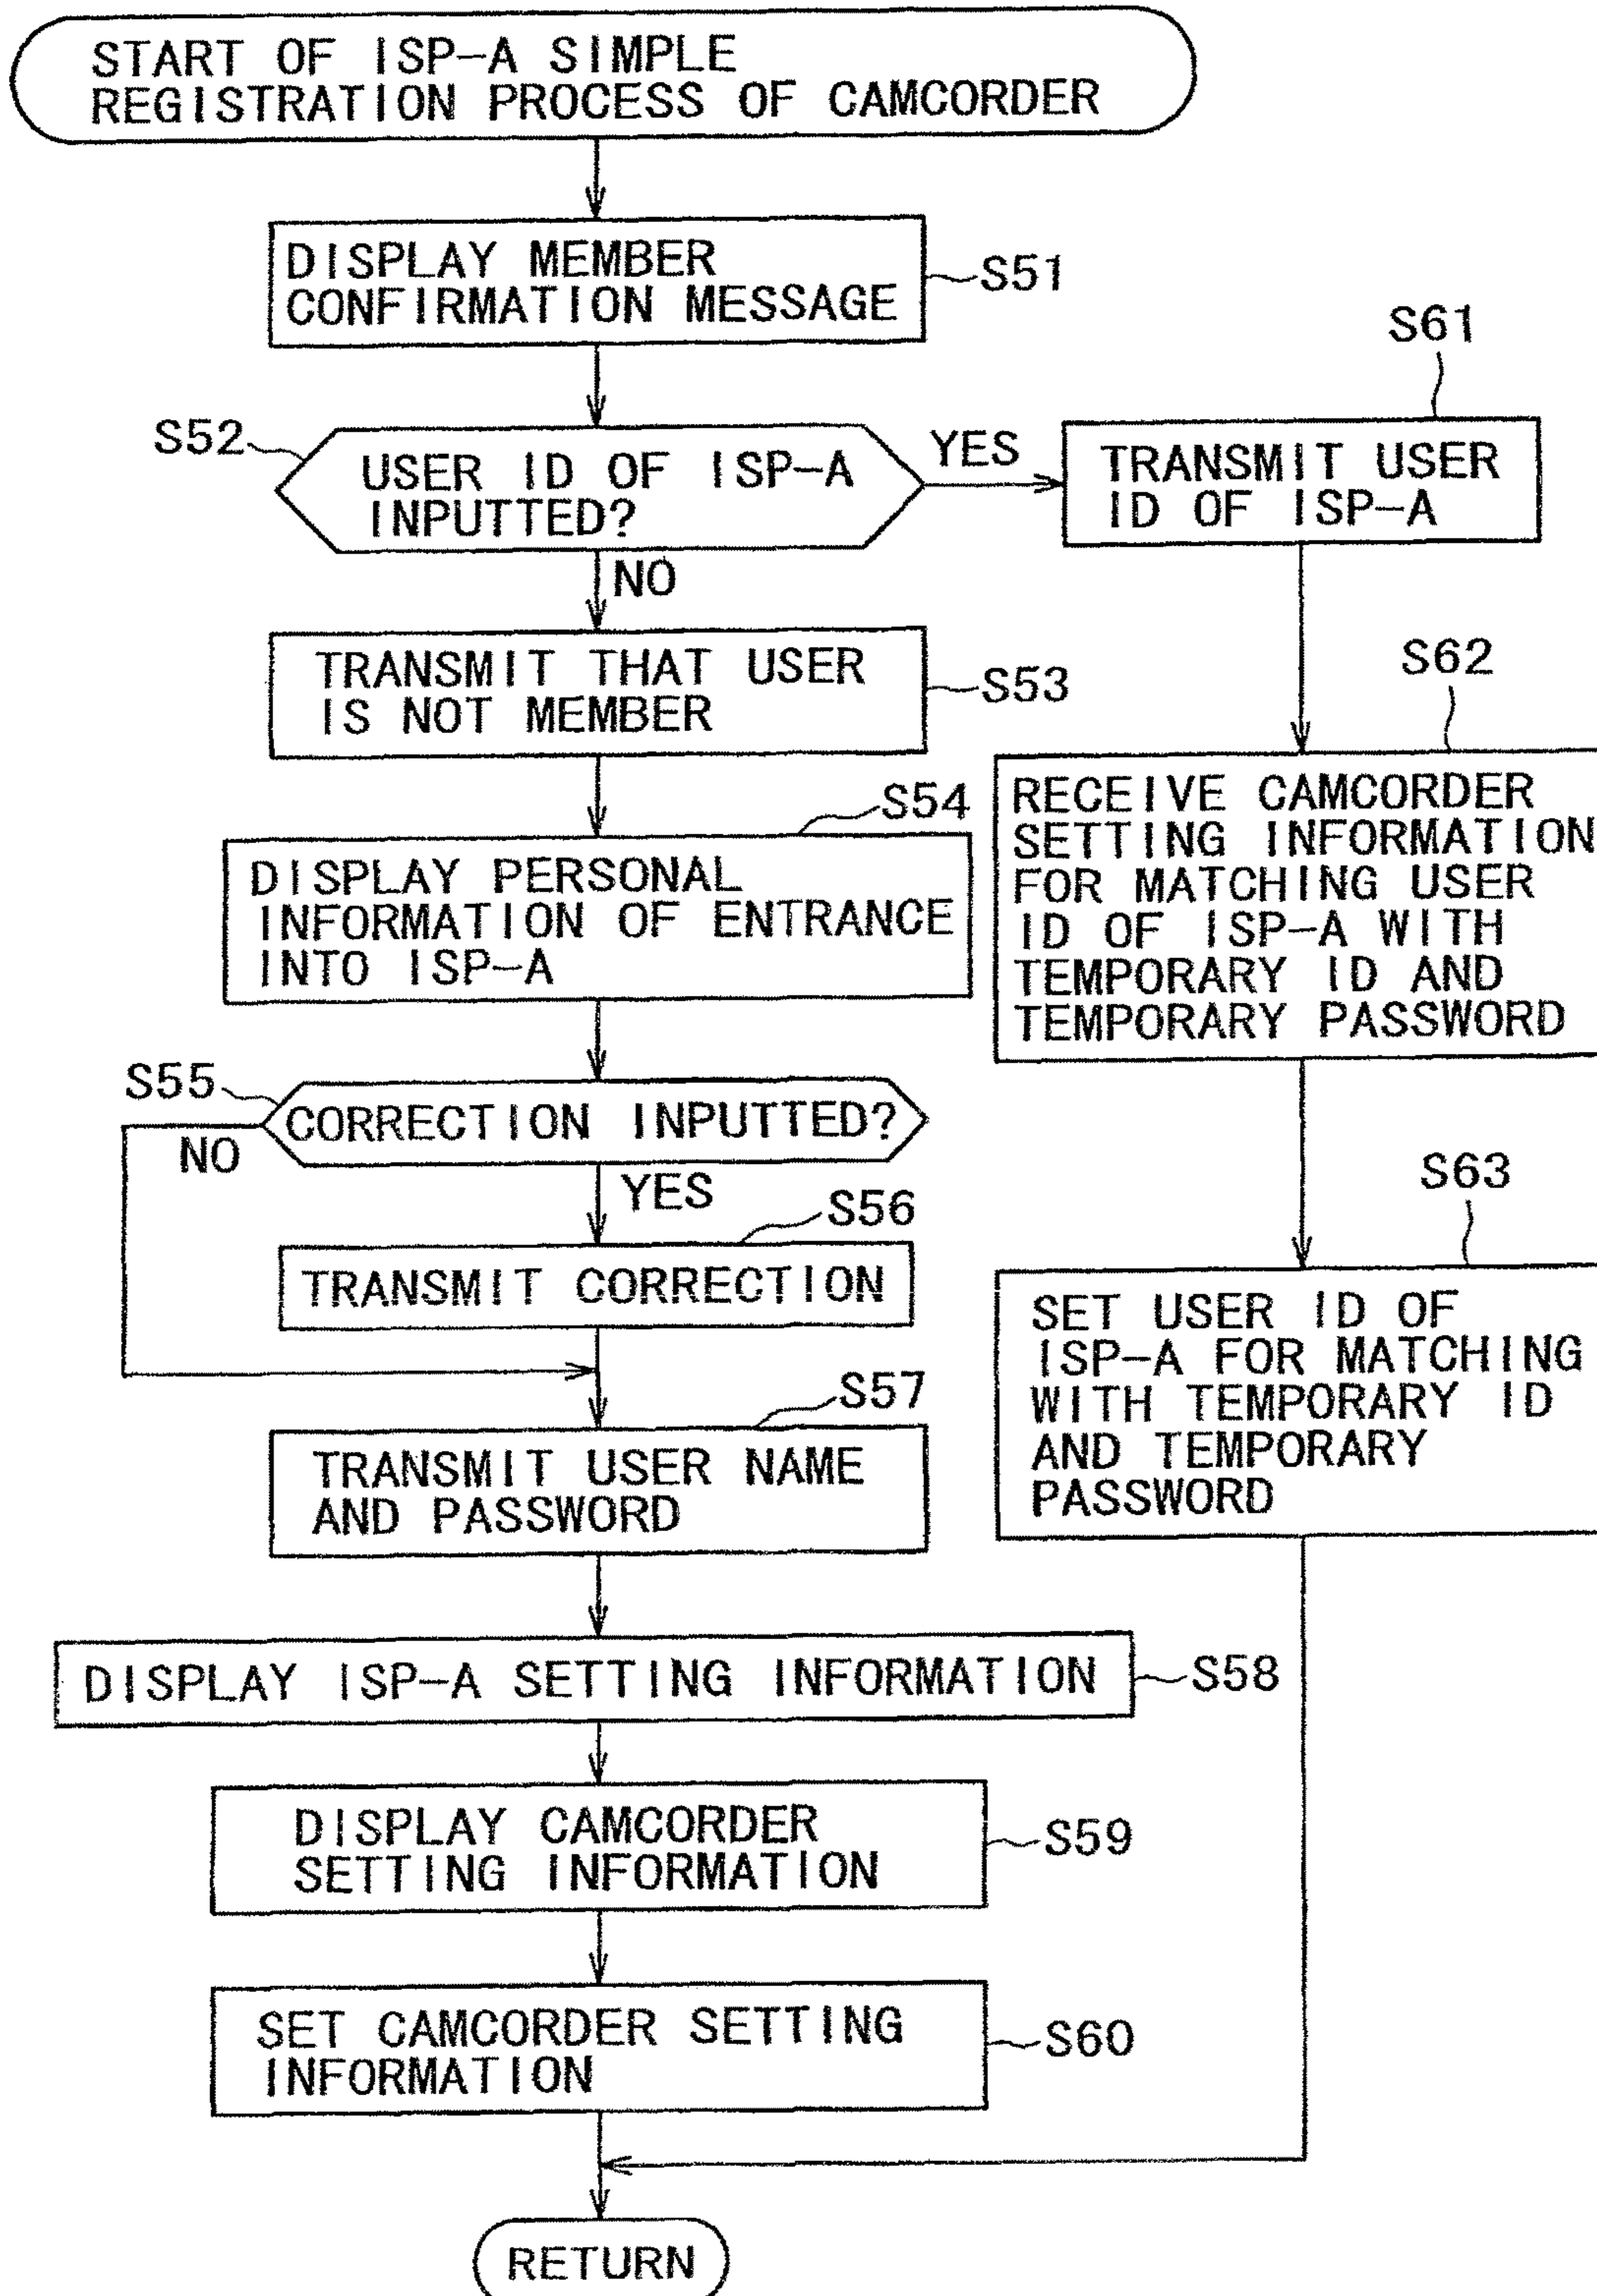 START OF ISP-A SIMPLE
REGISTRATION PROCESS OF CAMCORDER
DISPLAY MEMBER
CONFIRMATION MESSAGE
S51
S52
USER ID OF ISP-A
INPUTTED?
YES
NO
S61
TRANSMIT USER
ID OF ISP-A
TRANSMIT THAT USER
IS NOT MEMBER
S53
S62
RECEIVE CAMCORDER
SETTING INFORMATION
FOR MATCHING USER
ID OF ISP-A WITH
TEMPORARY ID AND
TEMPORARY PASSWORD
S54
DISPLAY PERSONAL
INFORMATION OF ENTRANCE
INTO ISP-A
S55
CORRECTION INPUTTED?
NO
YES
S56
TRANSMIT CORRECTION
S63
SET USER ID OF
ISP-A FOR MATCHING
WITH TEMPORARY ID
AND TEMPORARY
PASSWORD
S57
TRANSMIT USER NAME
AND PASSWORD
DISPLAY ISP-A SETTING INFORMATION
S58
DISPLAY CAMCORDER
SETTING INFORMATION
S59
SET CAMCORDER SETTING
INFORMATION
S60
RETURN